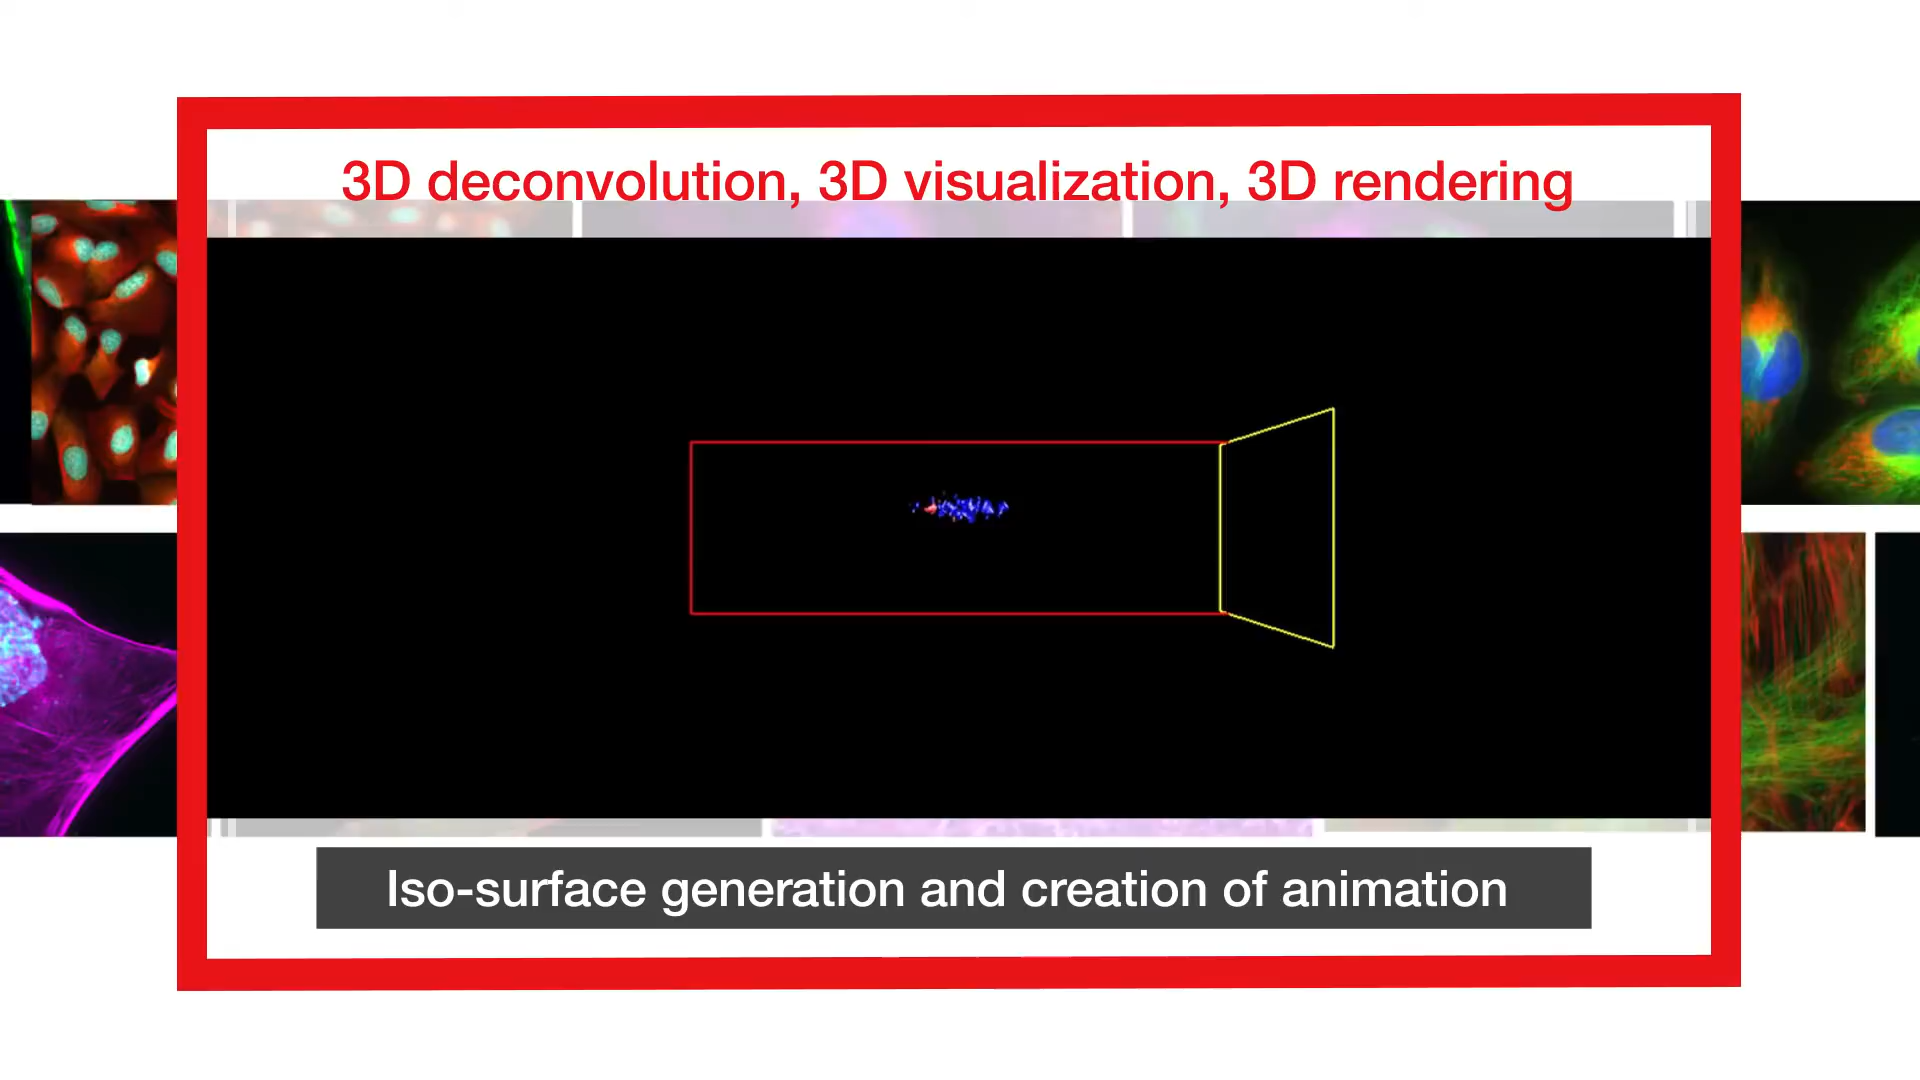 3D deconvolution, 3D visualization, 3D rendering
Iso-surface generation and creation of animation